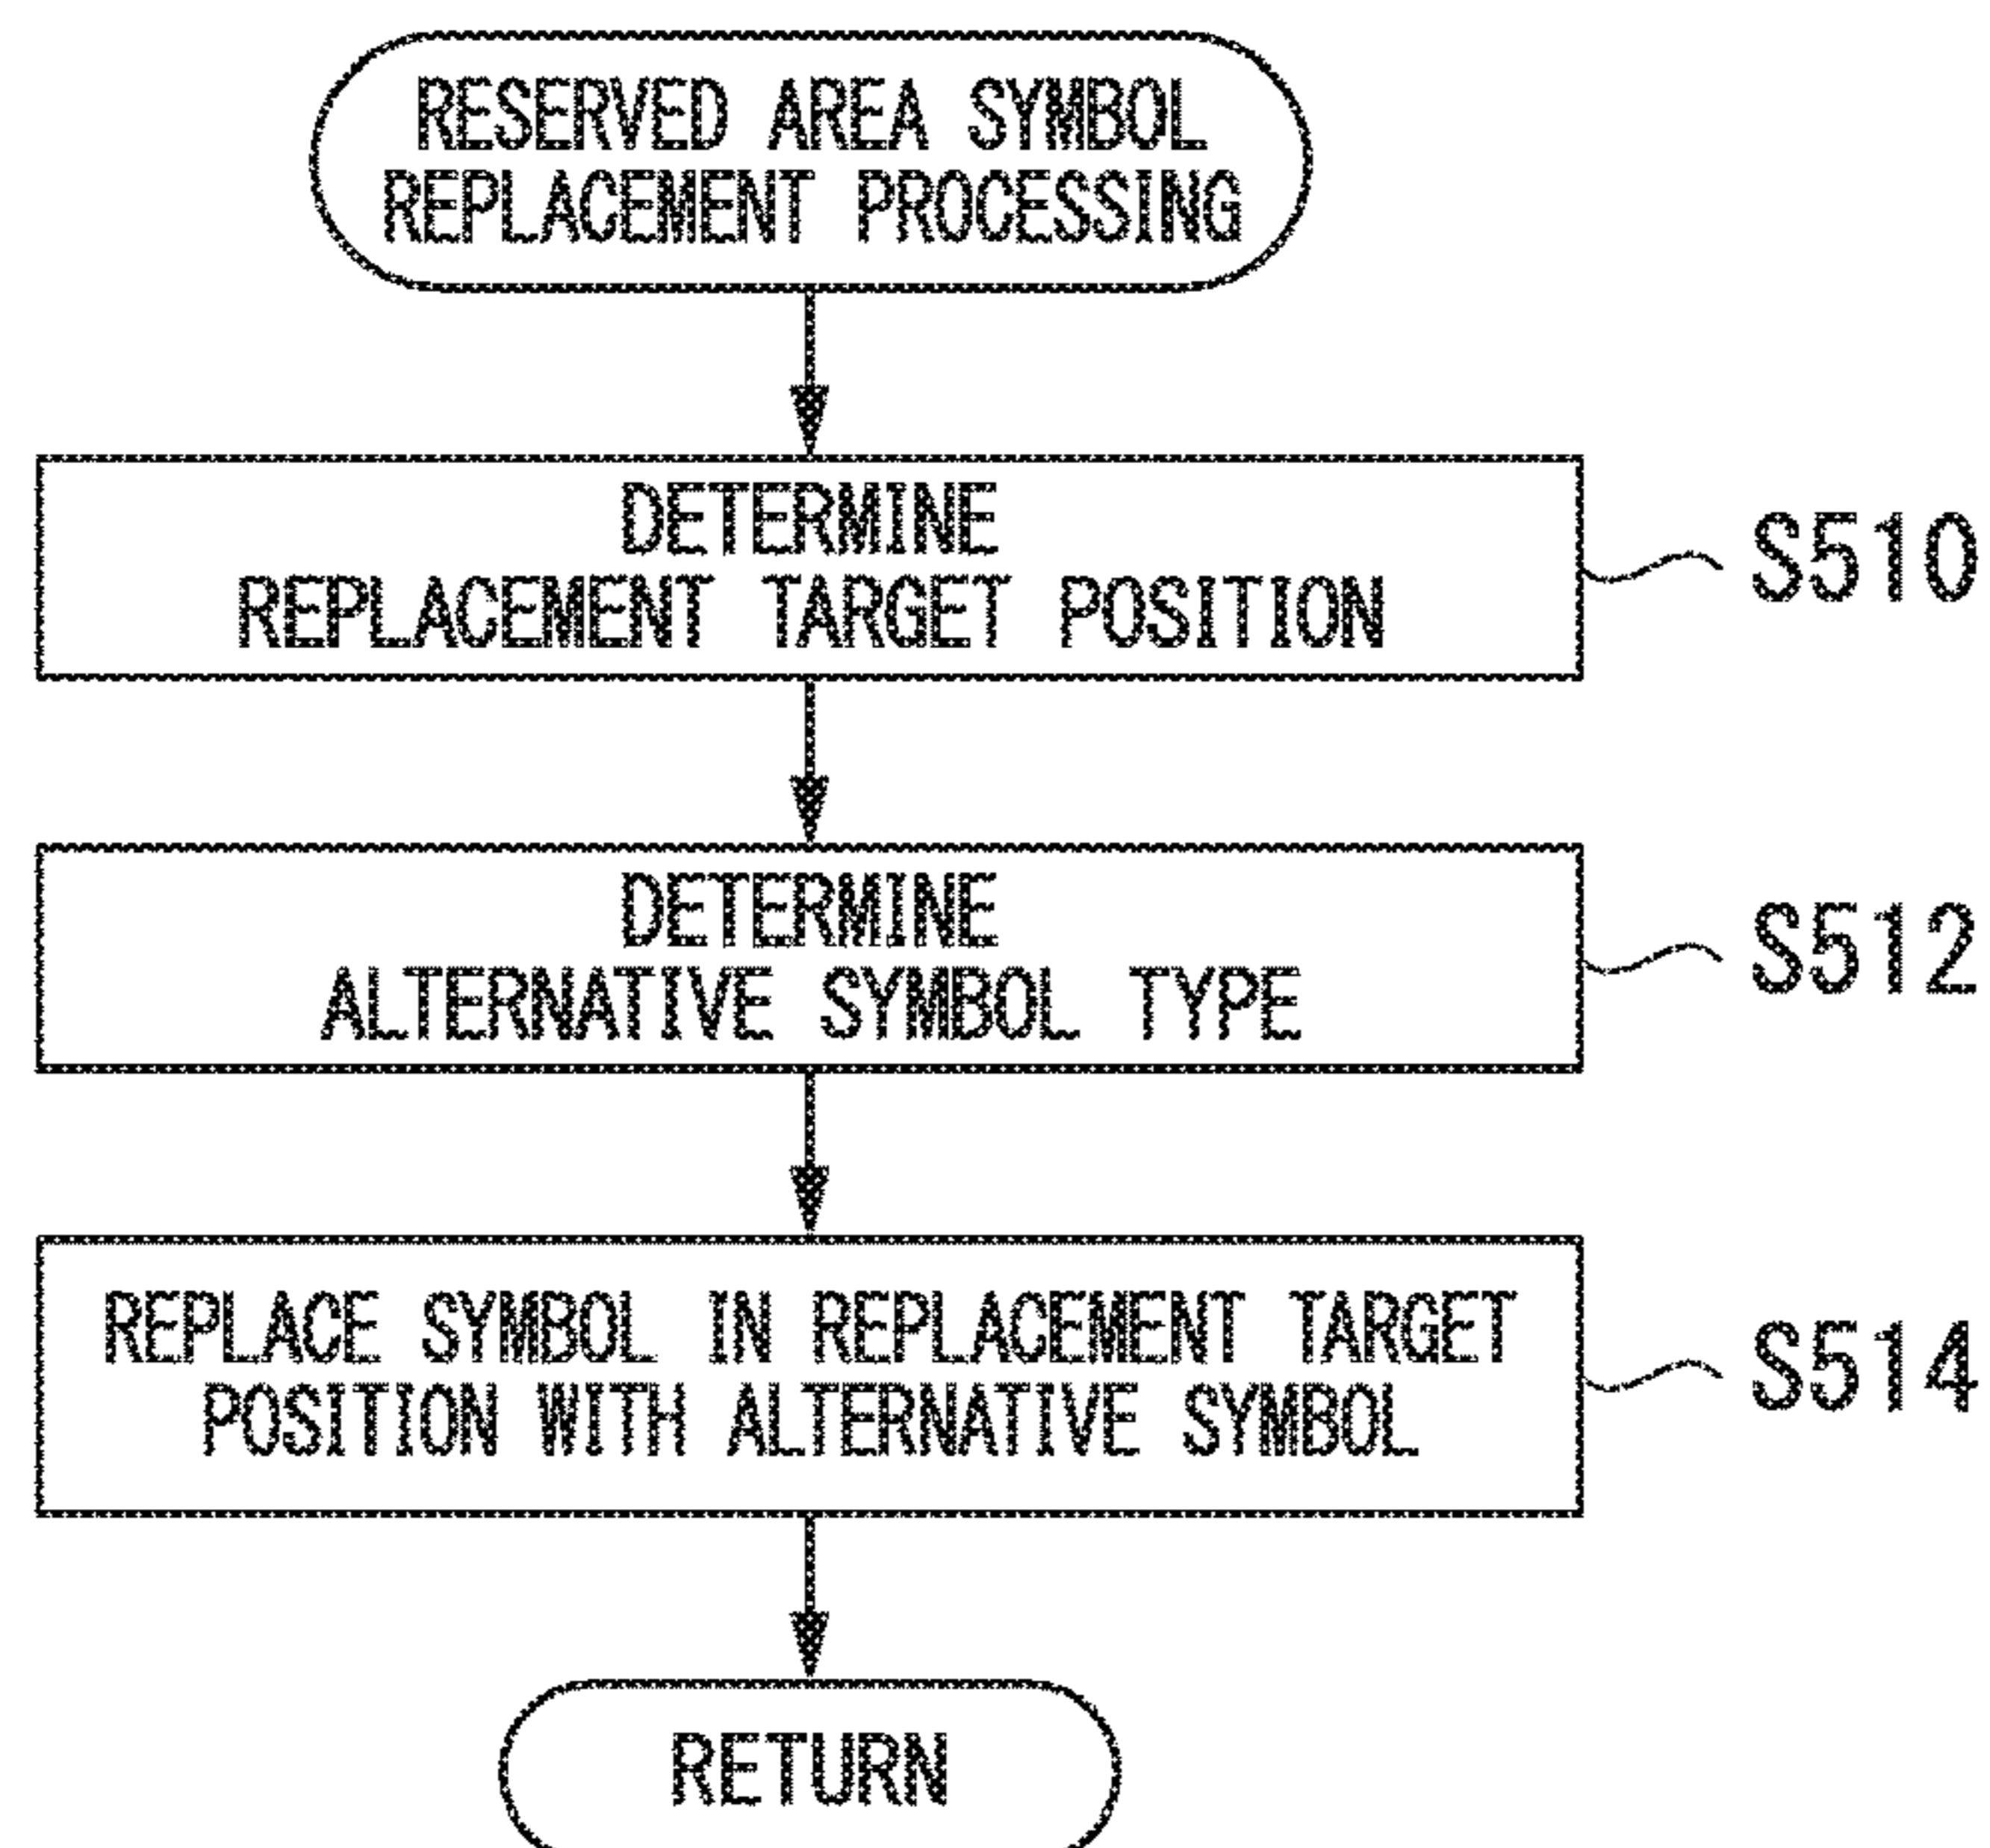 RESERVED AREA SYMBOL
REPLACEMENT PROCESSING
DETERMINE
REPLACEMENT TARGET POSITION
S510
DETERMINE
ALTERNATIVE SYMBOL TYPE
S512
REPLACE SYMBOL IN REPLACEMENT TARGET
POSITION WITH ALTERNATIVE SYMBOL
S514
RETURN